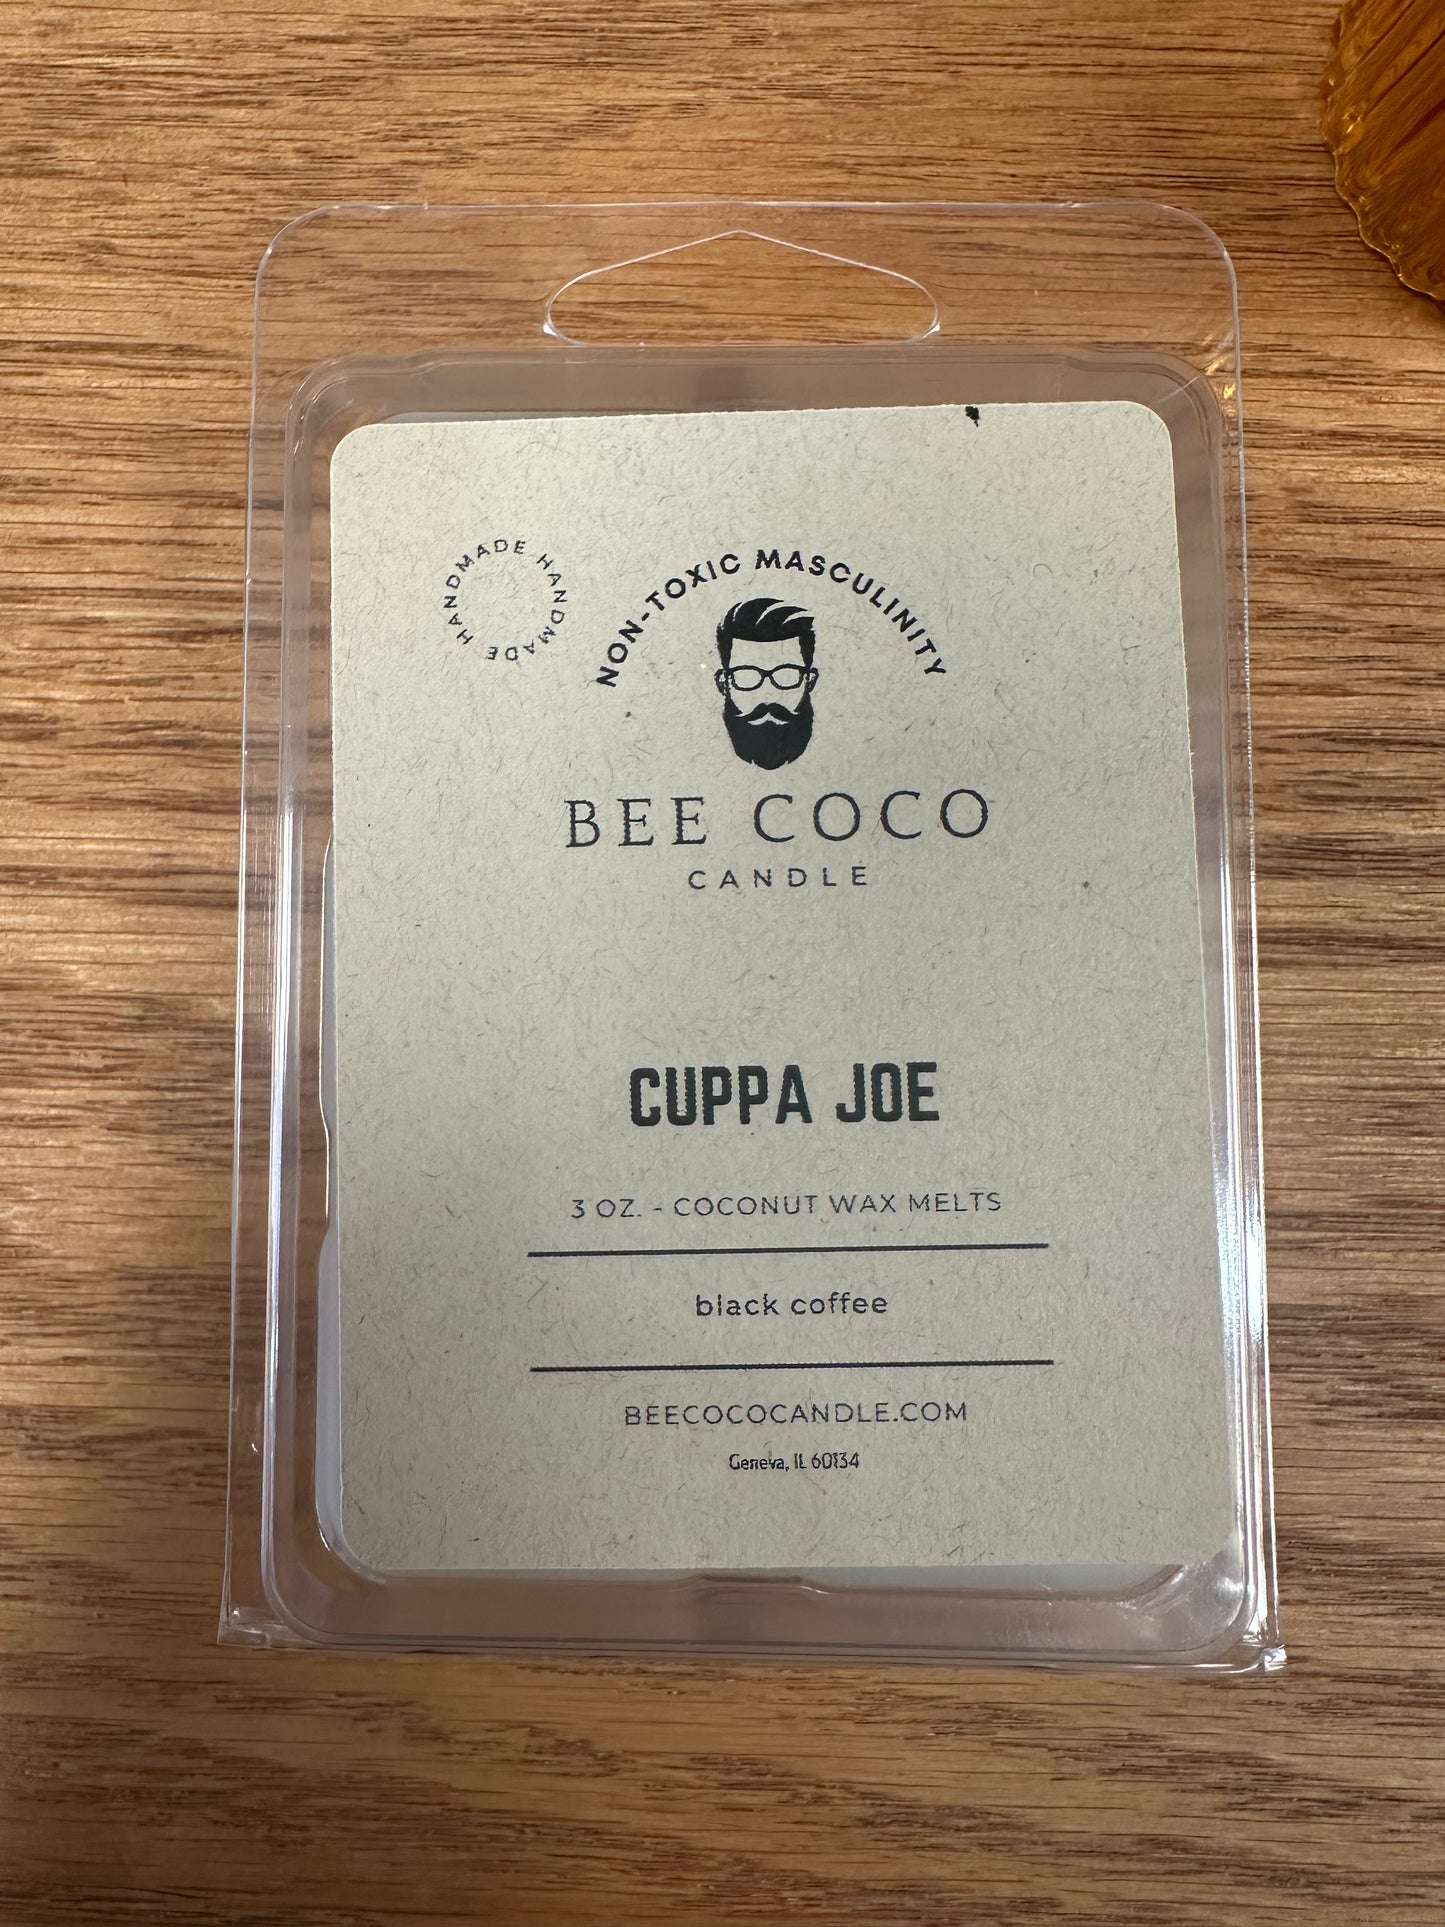 HANDMADE HANDMADE HANDMADE
NON-TOXIC MASCULINITY
BEE COCO
CANDLE
CUPPA JOE
3 OZ. - COCONUT WAX MELTS
black coffee
BEECOCOCANDLE.COM
Geneva, IL 60134